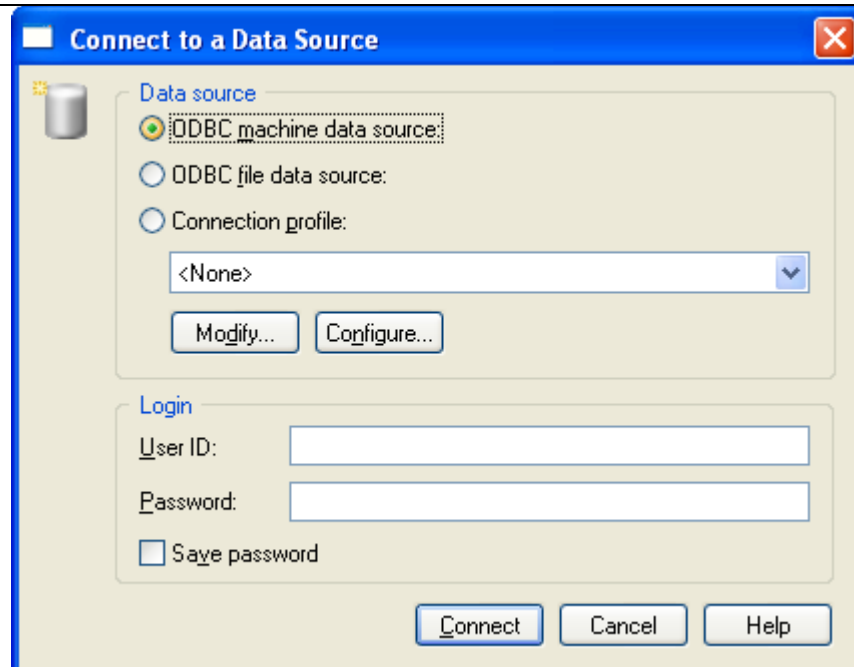 Connect to a Data Source
Data source
ODBC machine data source:
ODBC file data source:
Connection profile:
<None>
Modify... Configure...
Login
User ID:
Password:
Save password
Connect Cancel Help